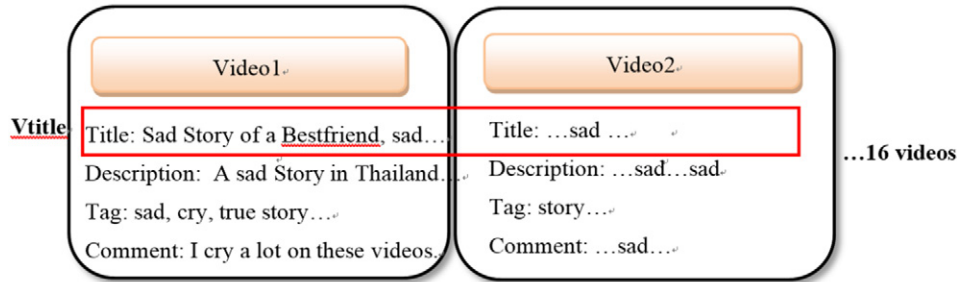 Video1
Video2
Vtitle
Title: Sad Story of a Bestfriend, sad…
Title: …sad …
Description: A sad Story in Thailand…
Description: …sad…sad
…16 videos
Tag: sad, cry, true story…
Tag: story…
Comment: I cry a lot on these videos.
Comment: …sad…